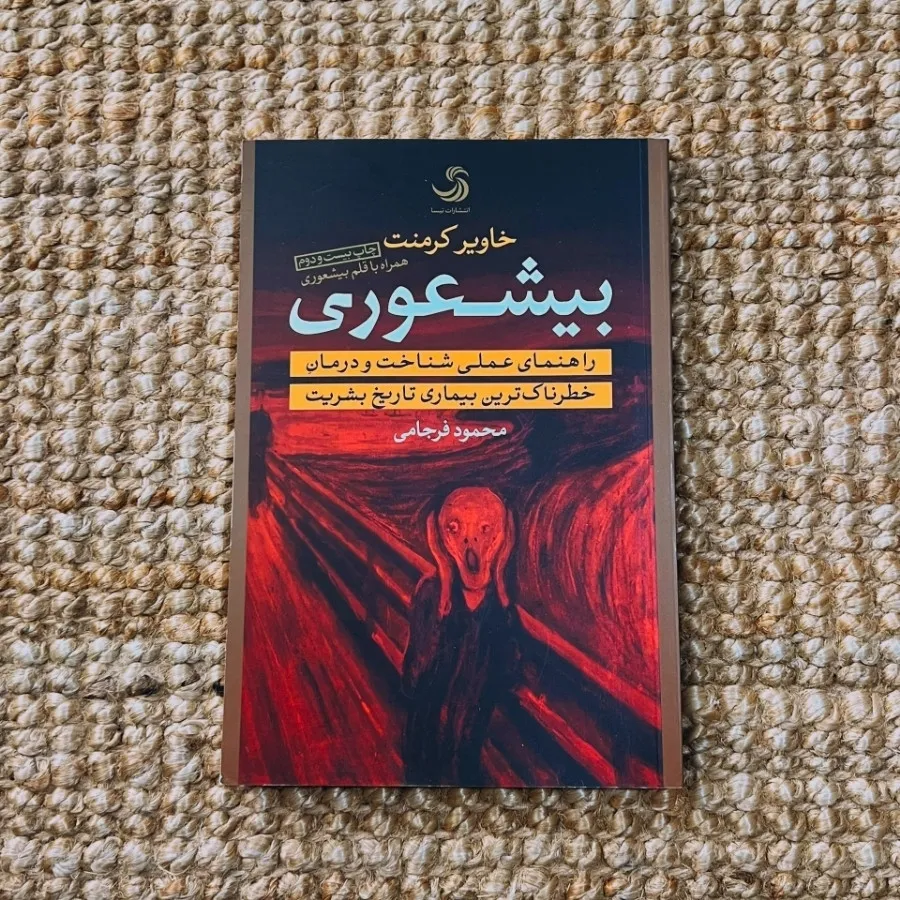 انتشارات تیسا
خاویر کرمنت
چاپ بیست و دوم
همراه با قلم بیشعوری
بیشعوری
راهنمای عملی شناخت و درمانِ
خطرناک‌ترین بیماری تاریخ بشریت
محمود فرجامی